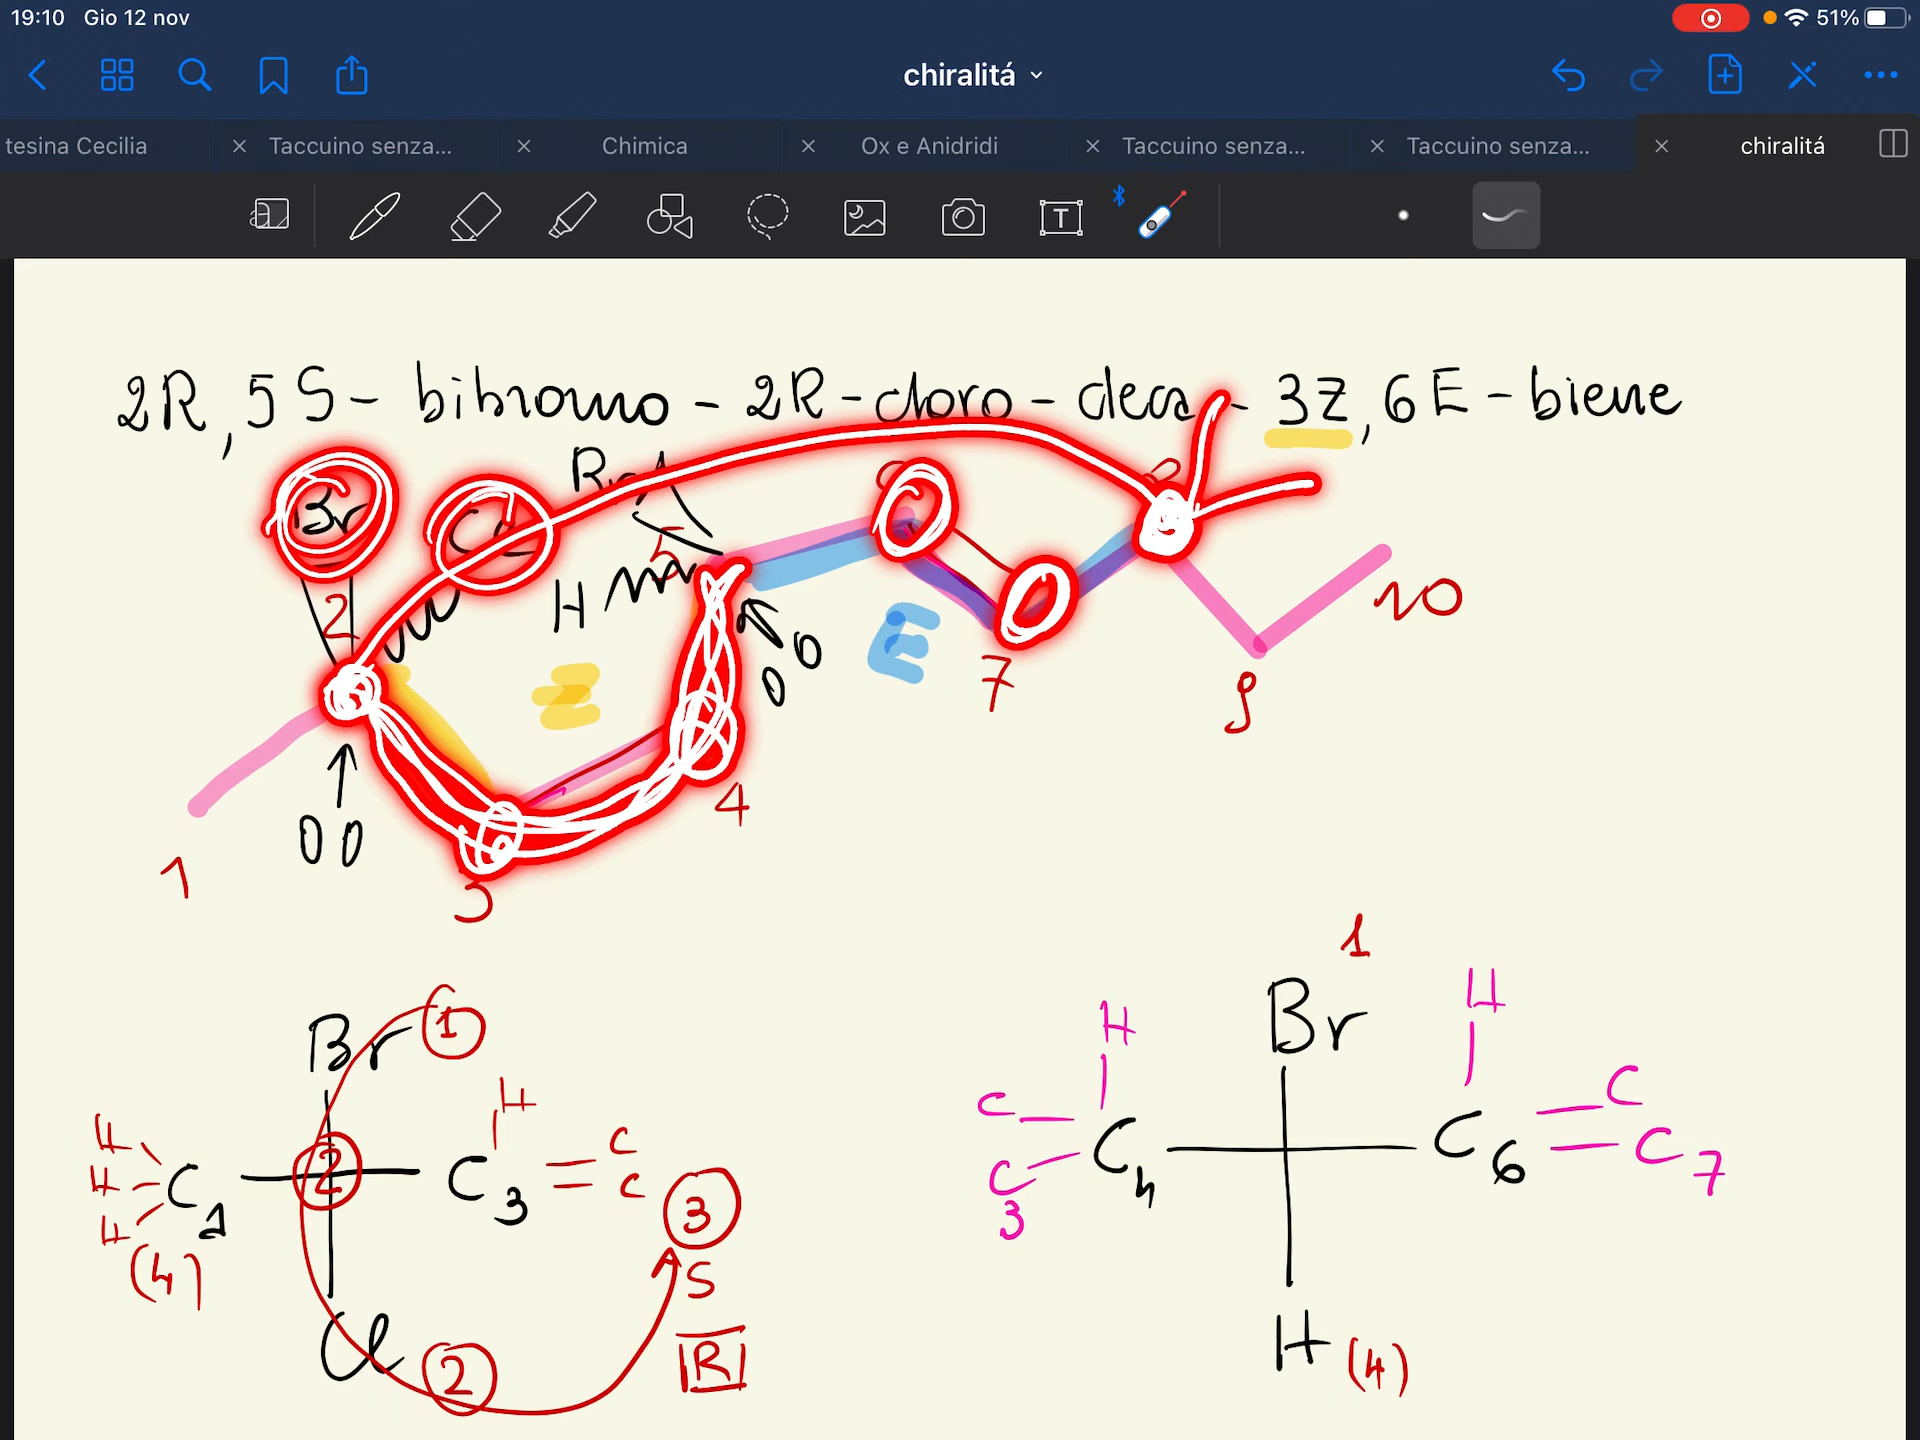 19:10 Gio 12 nov 51%
chiralitá
tesina Cecilia Taccuino senza... Chimica Ox e Anidridi Taccuino senza... Taccuino senza... chiralitá
2R, 5S- bibromo - 2R-cloro-deca - 3Z, 6E-biene
Br Cl Br
5
H
2
10
Z E
7
9
4
1
3
1
Br 1 Br H
H H C
H C C C
H C1 2 C3 C C4 C6 C7
H C 3
(4) 3
S
Cl 2 R H (4)